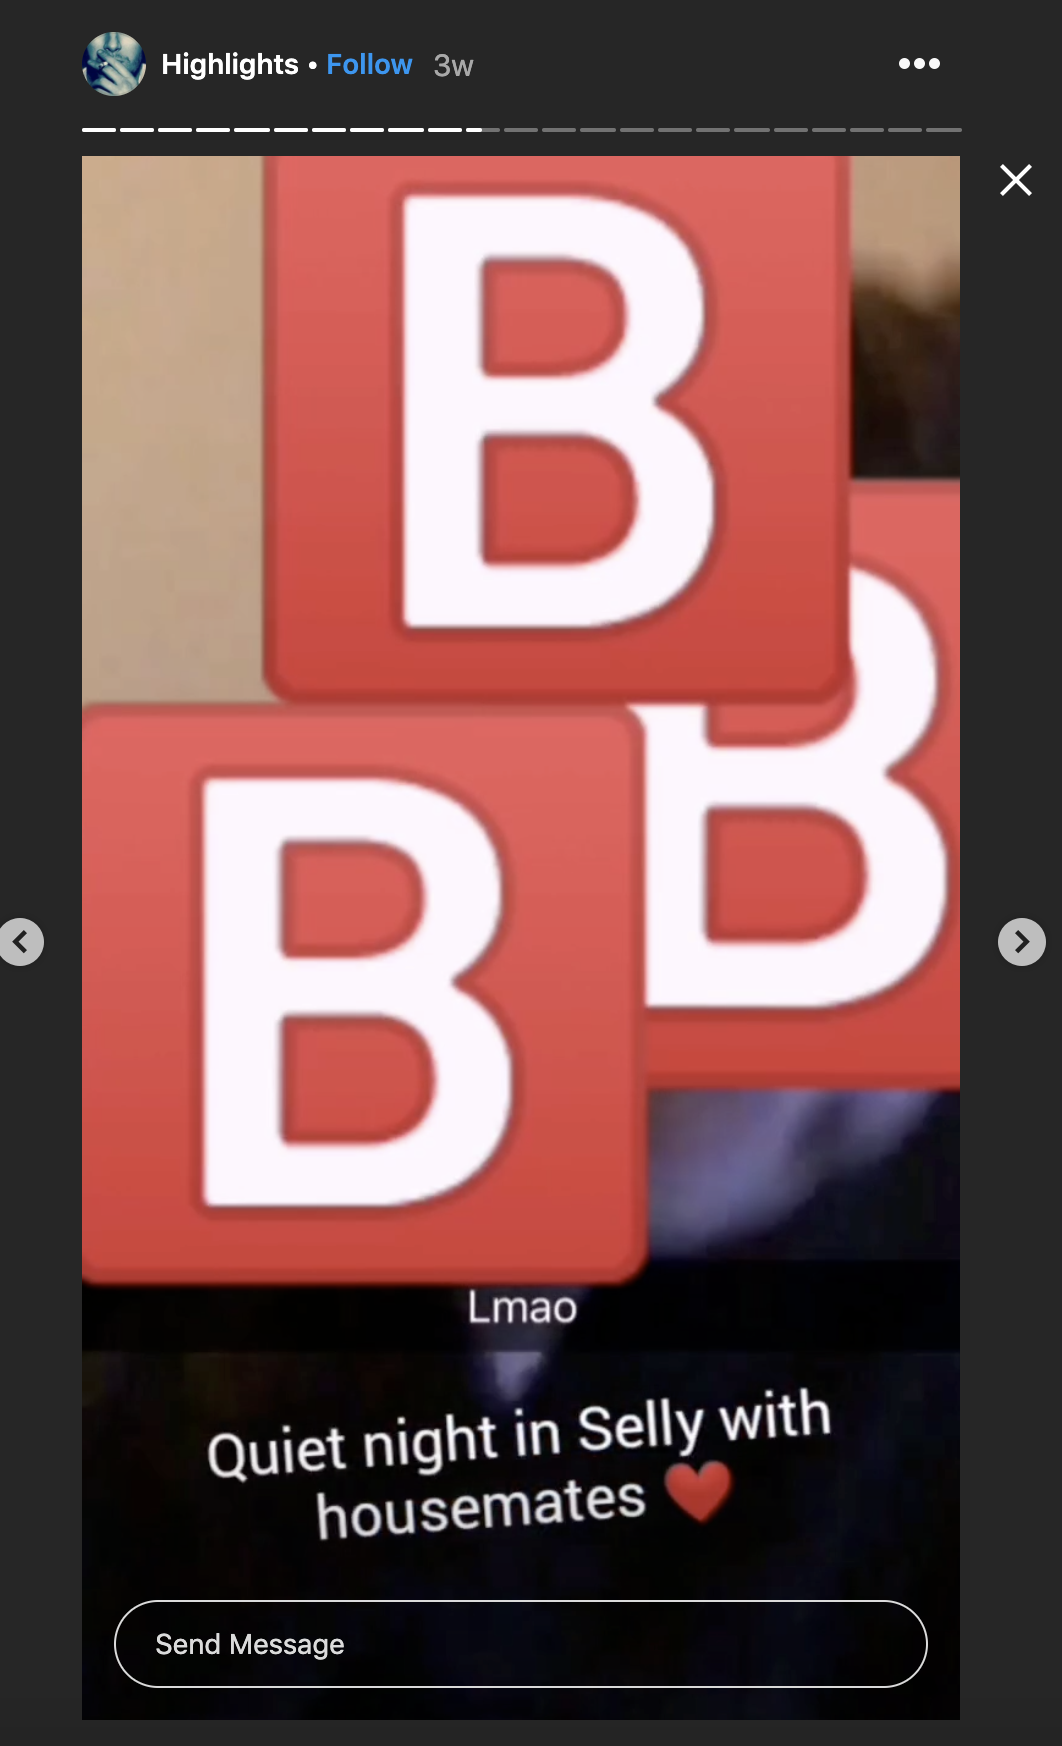 Highlights • Follow 3w
B
B
B
Lmao
Quiet night in Selly with
housemates ❤️
Send Message